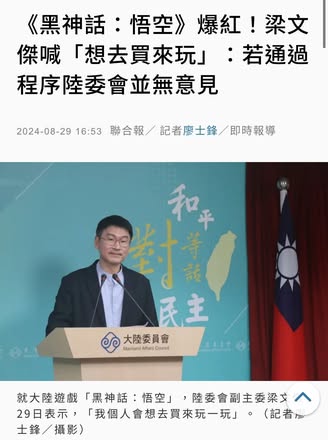 《黑神話：悟空》爆紅！梁文
傑喊「想去買來玩」：若通過
程序陸委會並無意見
2024-08-29 16:53 聯合報／ 記者廖士鋒／即時報導
和平
對等
對話
民主
大陸委員會
Mainland Affairs Council
就大陸遊戲「黑神話：悟空」，陸委會副主委梁文
29日表示，「我個人會想去買來玩一玩」。（記者廖
士鋒／攝影）